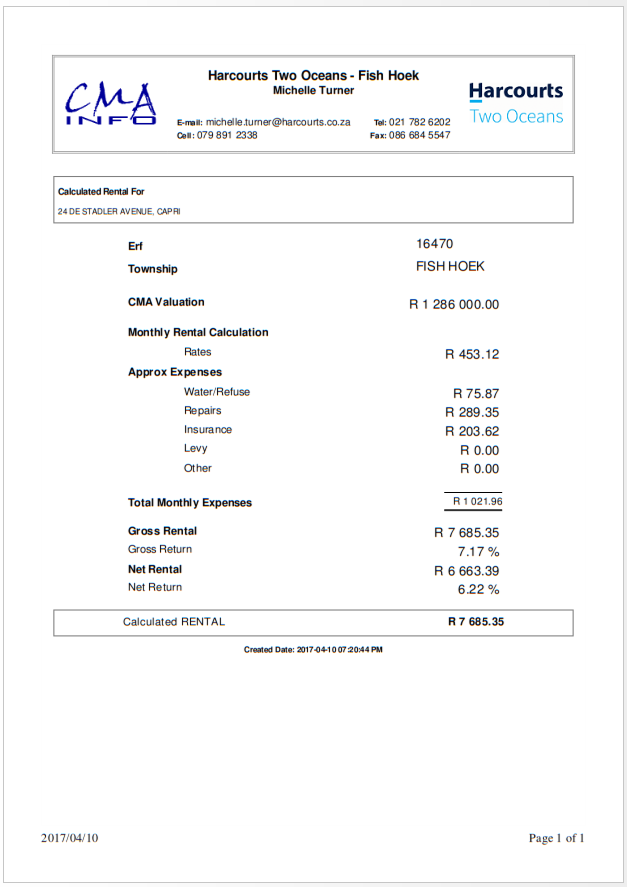 CMA
INFO
Harcourts Two Oceans - Fish Hoek
Michelle Turner
E-mail: michelle.turner@harcourts.co.za Tel: 021 782 6202
Cell: 079 891 2338 Fax: 086 684 5547
Harcourts
Two Oceans
Calculated Rental For
24 DE STADLER AVENUE, CAPRI
Erf 16470
Township FISH HOEK
CMA Valuation R 1 286 000.00
Monthly Rental Calculation
Rates R 453.12
Approx Expenses
Water/Refuse R 75.87
Repairs R 289.35
Insurance R 203.62
Levy R 0.00
Other R 0.00
Total Monthly Expenses R 1 021.96
Gross Rental R 7 685.35
Gross Return 7.17 %
Net Rental R 6 663.39
Net Return 6.22 %
Calculated RENTAL R 7 685.35
Created Date: 2017-04-10 07:20:44 PM
2017/04/10 Page 1 of 1